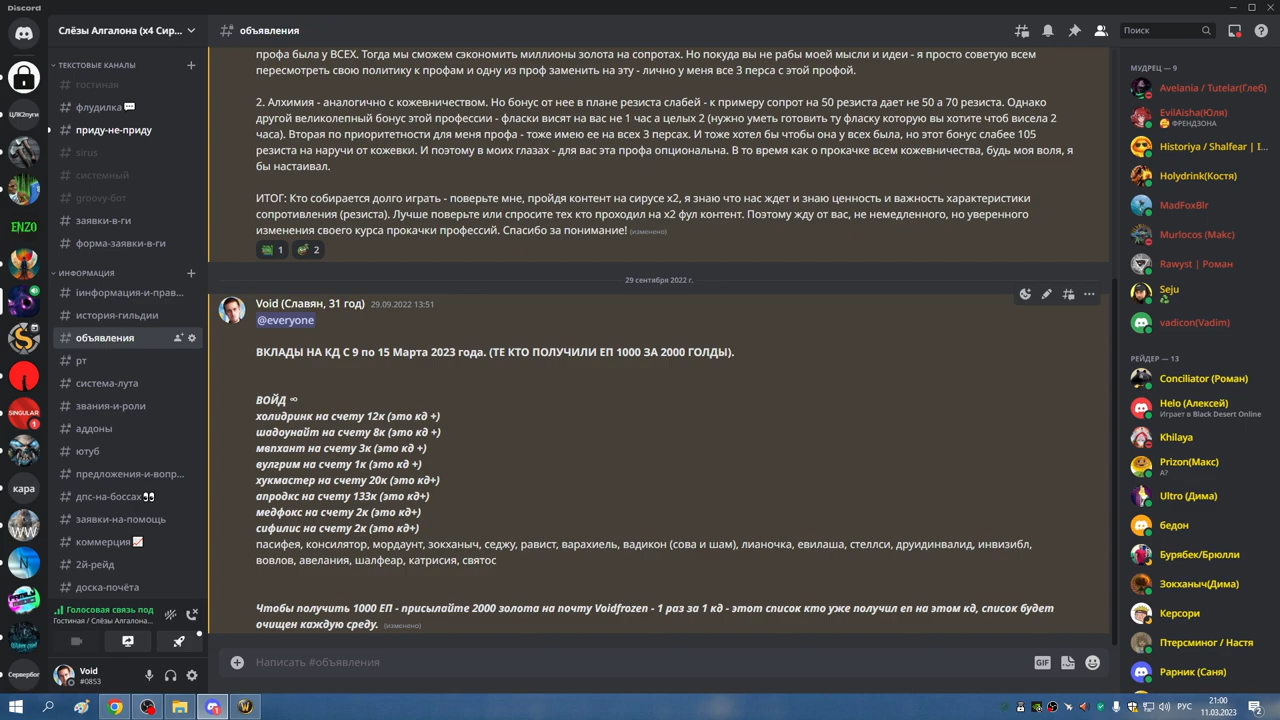 Discord
Слёзы Алгалона (x4 Сир...
объявления
Поиск
ТЕКСТОВЫЕ КАНАЛЫ
гостиная
флудилка
приду-не-приду
sirus
системный
groovy-бот
заявки-в-ги
форма-заявки-в-ги
ИНФОРМАЦИЯ
iинформация-и-прав...
история-гильдии
объявления
рт
система-лута
звания-и-роли
аддоны
ютуб
предложения-и-вопр...
дпс-на-боссах
заявки-на-помощь
коммерция
2й-рейд
доска-почёта
Голосовая связь под
Гостиная / Слёзы Алгалона...
Void
#0853
ЦЛК2пуги
ENZO
SINGULAR
1
кара
WW
Сервербог
профа была у ВСЕХ. Тогда мы сможем сэкономить миллионы золота на сопротах. Но покуда вы не рабы моей мысли и идеи - я просто советую всем
пересмотреть свою политику к профам и одну из проф заменить на эту - лично у меня все 3 перса с этой профой.
2. Алхимия - аналогично с кожевничеством. Но бонус от нее в плане резиста слабей - к примеру сопрот на 50 резиста дает не 50 а 70 резиста. Однако
другой великолепный бонус этой профессии - фласки висят на вас не 1 час а целых 2 (нужно уметь готовить ту фласку которую вы хотите чтоб висела 2
часа). Вторая по приоритетности для меня профа - тоже имею ее на всех 3 персах. И тоже хотел бы чтобы она у всех была, но этот бонус слабее 105
резиста на наручи от кожевки. И поэтому в моих глазах - для вас эта профа опциональна. В то время как о прокачке всем кожевничества, будь моя воля, я
бы настаивал.
ИТОГ: Кто собирается долго играть - поверьте мне, пройдя контент на сирусе x2, я знаю что нас ждет и знаю ценность и важность характеристики
сопротивления (резиста). Лучше поверьте или спросите тех кто проходил на x2 фул контент. Поэтому жду от вас, не немедленного, но уверенного
изменения своего курса прокачки профессий. Спасибо за понимание! (изменено)
1
2
29 сентября 2022 г.
Void (Славян, 31 год) 29.09.2022 13:51
@everyone
ВКЛАДЫ НА КД С 9 по 15 Марта 2023 года. (ТЕ КТО ПОЛУЧИЛИ ЕП 1000 ЗА 2000 ГОЛДЫ).
ВОЙД ∞
холидринк на счету 12к (это кд +)
шадоунайт на счету 8к (это кд +)
мвпхант на счету 3к (это кд +)
вулгрим на счету 1к (это кд +)
хукмастер на счету 20к (это кд+)
апродкс на счету 133к (это кд+)
медфокс на счету 2к (это кд+)
сифилис на счету 2к (это кд+)
пасифея, консилятор, мордаунт, зокханыч, седжу, равист, варахиель, вадикон (сова и шам), лианочка, евилаша, стеллси, друидинвалид, инвизибл,
вовлов, авелания, шалфеар, катрисия, святос
Чтобы получить 1000 ЕП - присылайте 2000 золота на почту Voidfrozen - 1 раз за 1 кд - этот список кто уже получил еп на этом кд, список будет
очищен каждую среду. (изменено)
Написать #объявления
GIF
МУДРЕЦ — 9
Avelania / Tutelar(Глеб)
EvilAisha(Юля)
ФРЕНДЗОНА
Historiya / Shalfear | I...
Holydrink(Костя)
MadFoxBlr
Murlocos (Макс)
Rawyst | Роман
Seju
vadicon(Vadim)
РЕЙДЕР — 13
Conciliator (Роман)
Helo (Алексей)
Играет в Black Desert Online
Khilaya
Prizon(Макс)
А?
Ultro (Дима)
бедон
Бурябек/Брюлли
Зокханыч(Дима)
Керсори
Птерсминог / Настя
Рарник (Саня)
РУС
21:00
11.03.2023
2